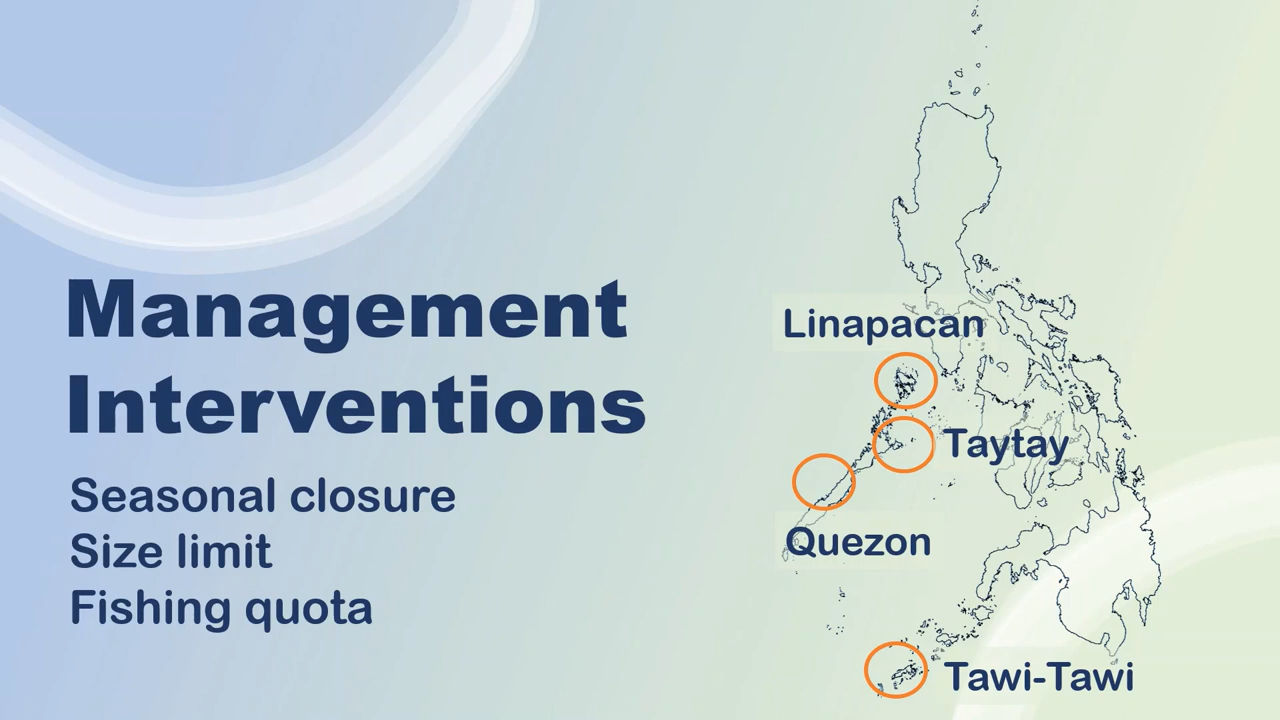 Management
Interventions
Seasonal closure
Size limit
Fishing quota
Linapacan
Taytay
Quezon
Tawi-Tawi